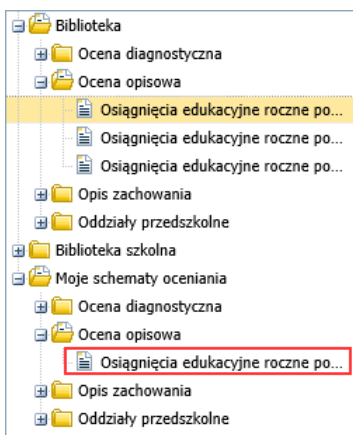 Biblioteka
Ocena diagnostyczna
Ocena opisowa
Osiągnięcia edukacyjne roczne po...
Osiągnięcia edukacyjne roczne po...
Osiągnięcia edukacyjne roczne po...
Opis zachowania
Oddziały przedszkolne
Biblioteka szkolna
Moje schematy oceniania
Ocena diagnostyczna
Ocena opisowa
Osiągnięcia edukacyjne roczne po...
Opis zachowania
Oddziały przedszkolne